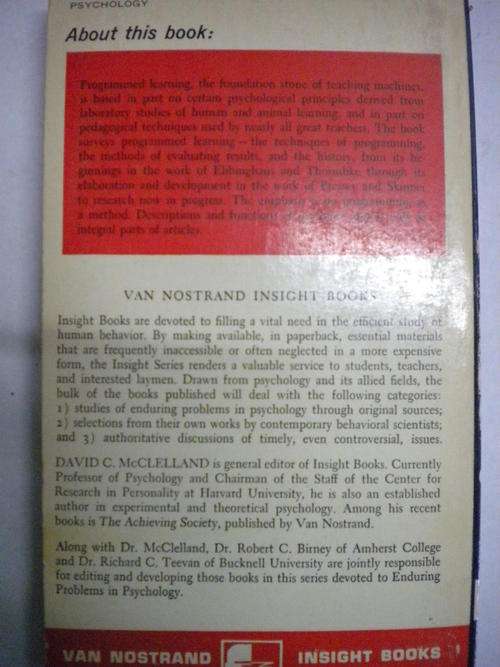 PSYCHOLOGY
About this book:
Programmed learning, the foundation stone of teaching machines,
is based in part on certain psychological principles derived from
laboratory studies of human and animal learning, and in part on
pedagogical techniques used by nearly all great teachers. The book
surveys programmed learning—the techniques of programming,
the methods of evaluating results, and the history, from its be-
ginnings in the work of Ebbinghaus and Thorndike through its
elaboration and development in the work of Pressey and Skinner
to research now in progress. The emphasis is on programming as
a method. Descriptions and functions of
integral parts of articles.
VAN NOSTRAND INSIGHT BOOKS
Insight Books are devoted to filling a vital need in the efficient study of
human behavior. By making available, in paperback, essential materials
that are frequently inaccessible or often neglected in a more expensive
form, the Insight Series renders a valuable service to students, teachers,
and interested laymen. Drawn from psychology and its allied fields, the
bulk of the books published will deal with the following categories:
1) studies of enduring problems in psychology through original sources;
2) selections from their own works by contemporary behavioral scientists;
and 3) authoritative discussions of timely, even controversial, issues.
DAVID C. McCLELLAND is general editor of Insight Books. Currently
Professor of Psychology and Chairman of the Staff of the Center for
Research in Personality at Harvard University, he is also an established
author in experimental and theoretical psychology. Among his recent
books is The Achieving Society, published by Van Nostrand.
Along with Dr. McClelland, Dr. Robert C. Birney of Amherst College
and Dr. Richard C. Teevan of Bucknell University are jointly responsible
for editing and developing those books in this series devoted to Enduring
Problems in Psychology.
VAN NOSTRAND INSIGHT BOOKS